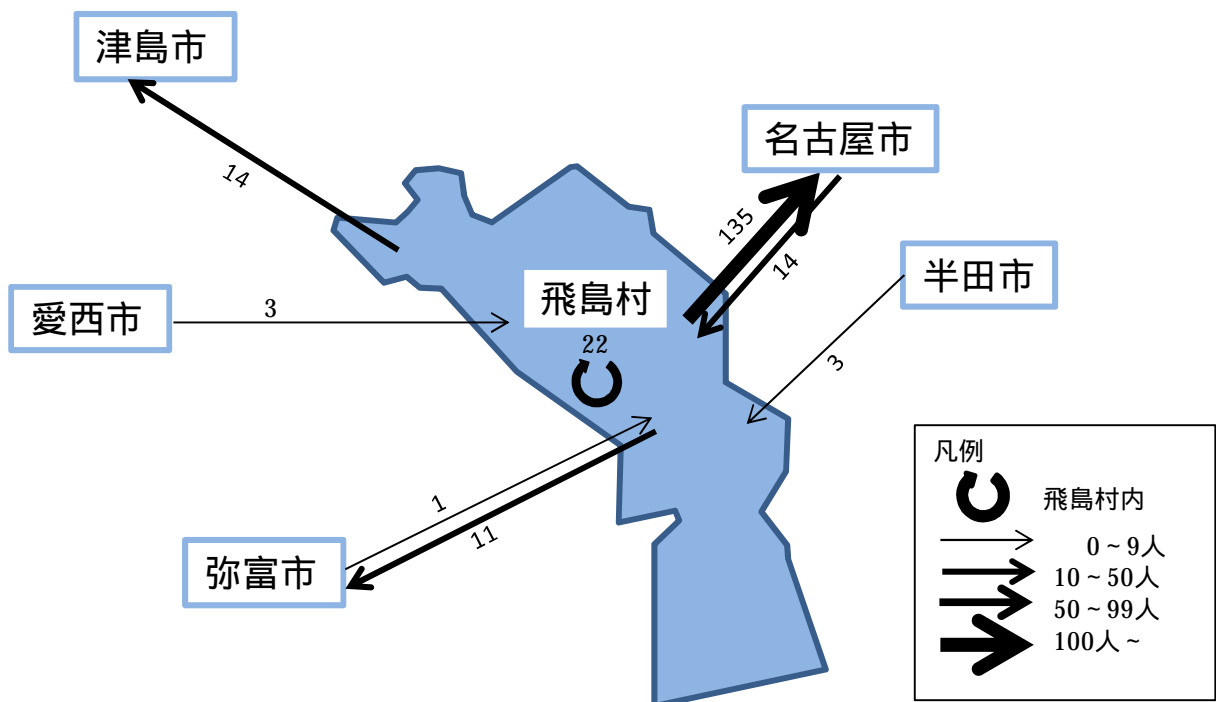 津島市
名古屋市
14
135
14
半田市
愛西市
3
飛島村
22
3
1
11
弥富市
凡例
飛島村内
0～9人
10～50人
50～99人
100人～